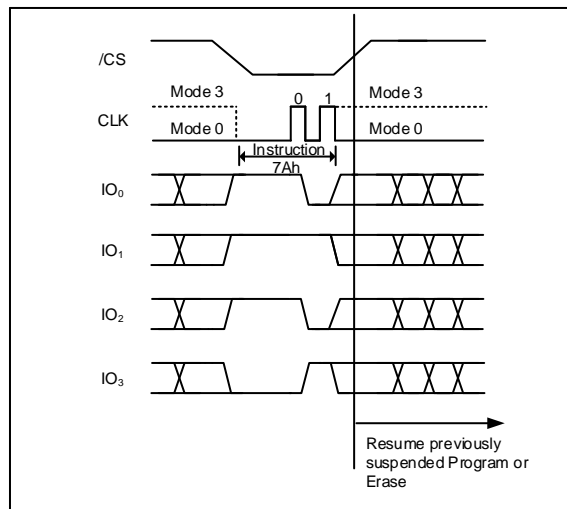 /CS
Mode 3
0 1
Mode 3
CLK
Mode 0
Mode 0
Instruction
7Ah
IO₀
IO₁
IO₂
IO₃
Resume previously
suspended Program or
Erase